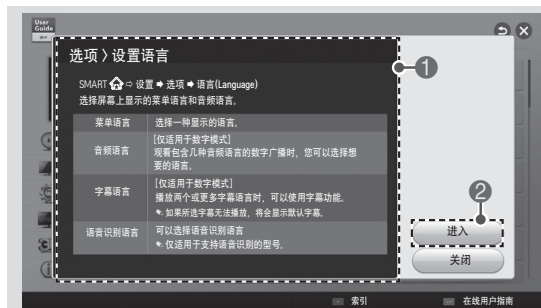 User
Guide
选项 〉设置语言
❶
SMART ⇨ 设置 ➡ 选项 ➡ 语言(Language)
选择屏幕上显示的菜单语言和音频语言。
菜单语言 选择一种显示的语言。
音频语言 [仅适用于数字模式]
观看包含几种音频语言的数字广播时，您可以选择想
要的语言。
字幕语言 [仅适用于数字模式]
播放两个或更多字幕语言时，可以使用字幕功能。
如果所选字幕无法播放，将会显示默认字幕。
语音识别语言 可以选择语音识别语言
仅适用于支持语音识别的型号。
❷
进入
关闭
索引 在线用户指南